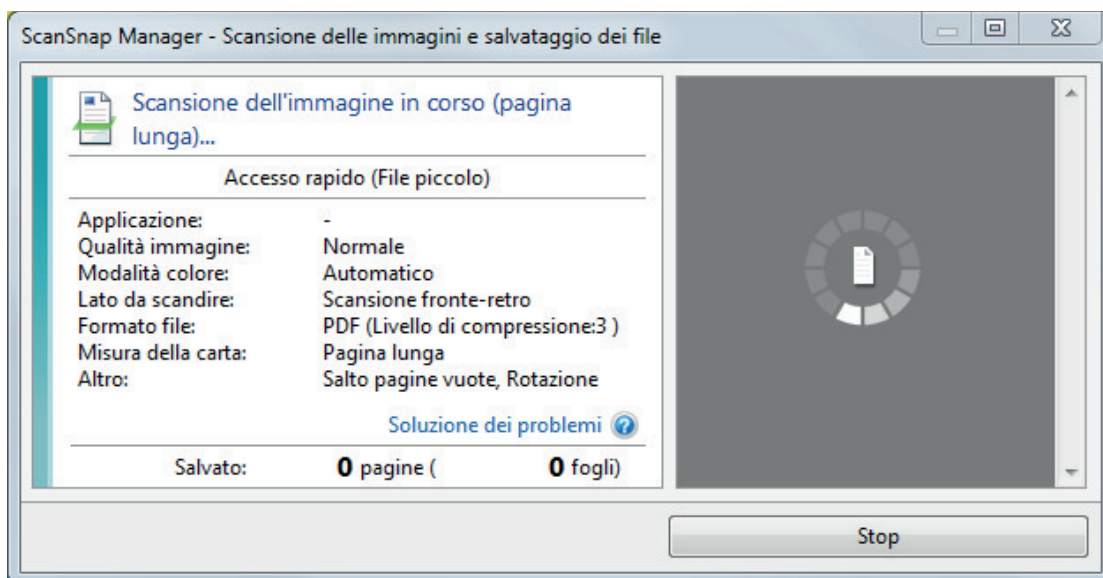 ScanSnap Manager - Scansione delle immagini e salvataggio dei file
Scansione dell'immagine in corso (pagina
lunga)...
Accesso rapido (File piccolo)
Applicazione: -
Qualità immagine: Normale
Modalità colore: Automatico
Lato da scandire: Scansione fronte-retro
Formato file: PDF (Livello di compressione:3 )
Misura della carta: Pagina lunga
Altro: Salto pagine vuote, Rotazione
Soluzione dei problemi
Salvato: 0 pagine ( 0 fogli)
Stop